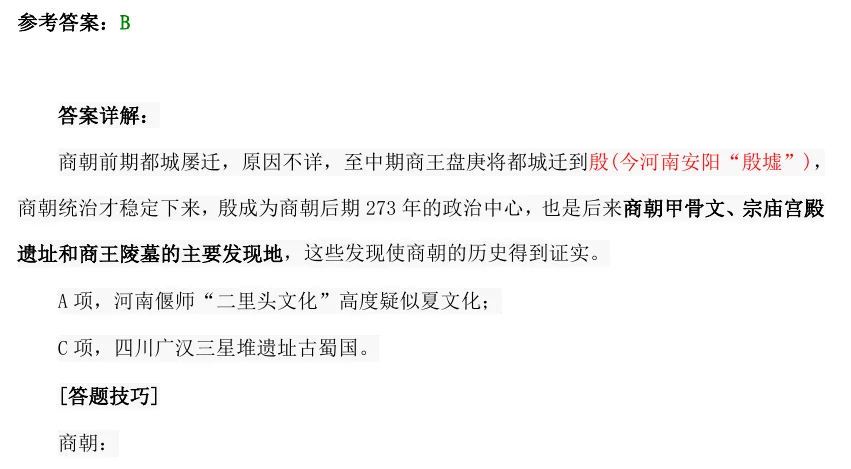 参考答案：B
答案详解：
商朝前期都城屡迁，原因不详，至中期商王盘庚将都城迁到殷(今河南安阳“殷墟”)，
商朝统治才稳定下来，殷成为商朝后期 273 年的政治中心，也是后来商朝甲骨文、宗庙宫殿
遗址和商王陵墓的主要发现地，这些发现使商朝的历史得到证实。
A 项，河南偃师“二里头文化”高度疑似夏文化；
C 项，四川广汉三星堆遗址古蜀国。
[答题技巧]
商朝：